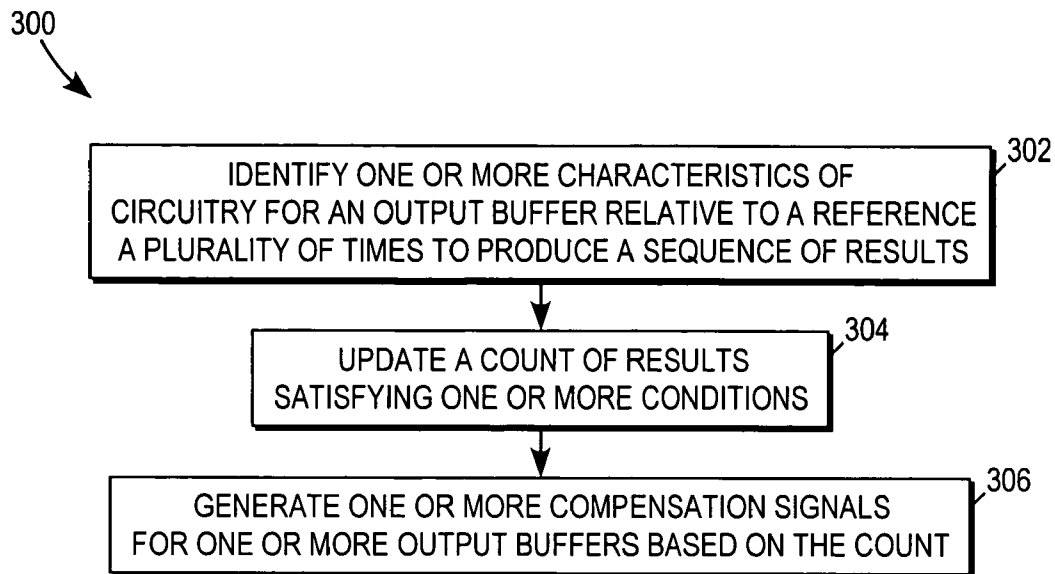 300
302
IDENTIFY ONE OR MORE CHARACTERISTICS OF
CIRCUITRY FOR AN OUTPUT BUFFER RELATIVE TO A REFERENCE
A PLURALITY OF TIMES TO PRODUCE A SEQUENCE OF RESULTS
304
UPDATE A COUNT OF RESULTS
SATISFYING ONE OR MORE CONDITIONS
306
GENERATE ONE OR MORE COMPENSATION SIGNALS
FOR ONE OR MORE OUTPUT BUFFERS BASED ON THE COUNT